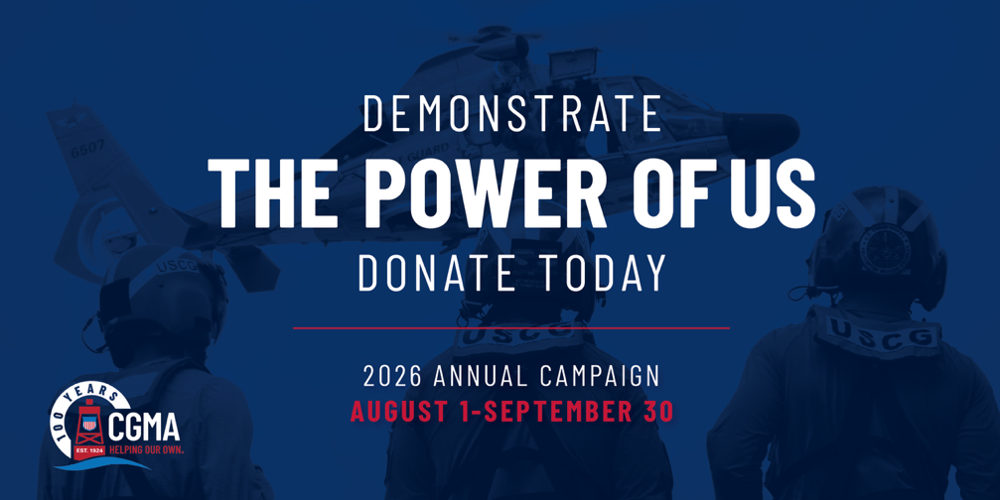 DEMONSTRATE
THE POWER OF US
DONATE TODAY
2026 ANNUAL CAMPAIGN
AUGUST 1-SEPTEMBER 30
6507
GUARD
USCG
USCG
USCG
100 YEARS
CGMA
EST. 1924
HELPING OUR OWN.